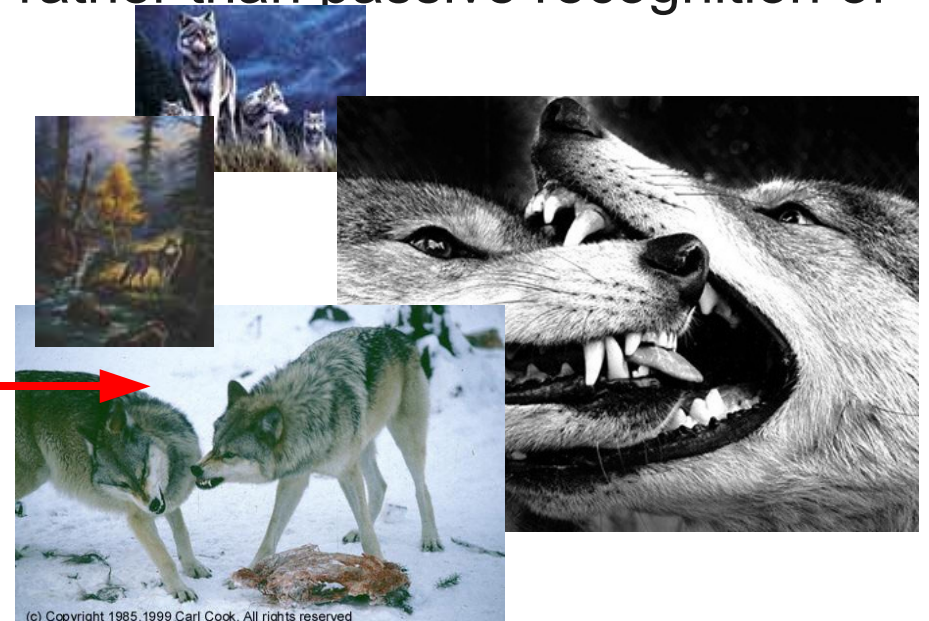 rather than passive recognition of
(c) Copyright 1985,1999 Carl Cook. All rights reserved